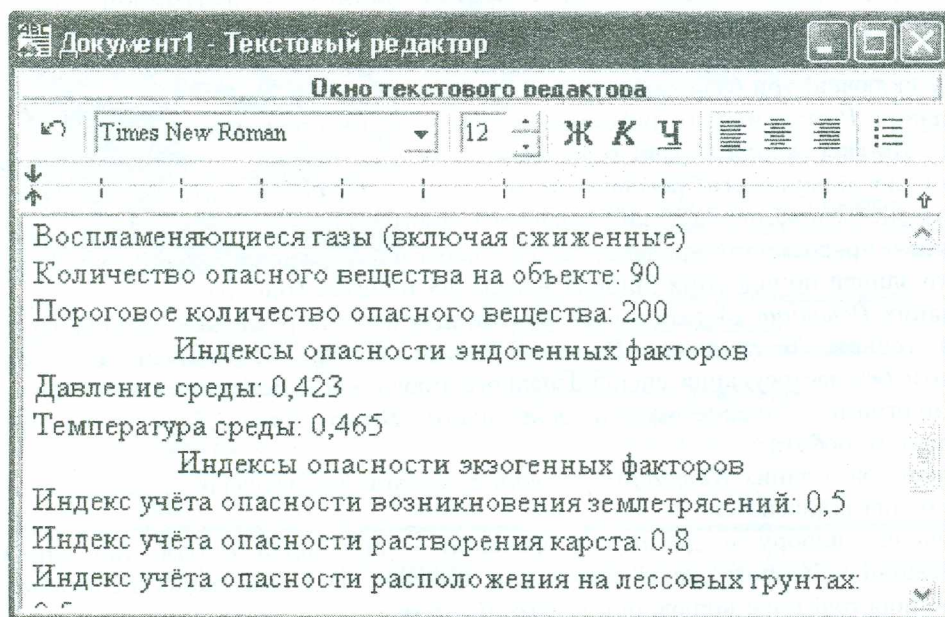 Документ1 - Текстовый редактор
Окно текстового редактора
Times New Roman 12 Ж К Ч
Воспламеняющиеся газы (включая сжиженные)
Количество опасного вещества на объекте: 90
Пороговое количество опасного вещества: 200
Индексы опасности эндогенных факторов
Давление среды: 0,423
Температура среды: 0,465
Индексы опасности экзогенных факторов
Индекс учёта опасности возникновения землетрясений: 0,5
Индекс учёта опасности растворения карста: 0,8
Индекс учёта опасности расположения на лессовых грунтах: